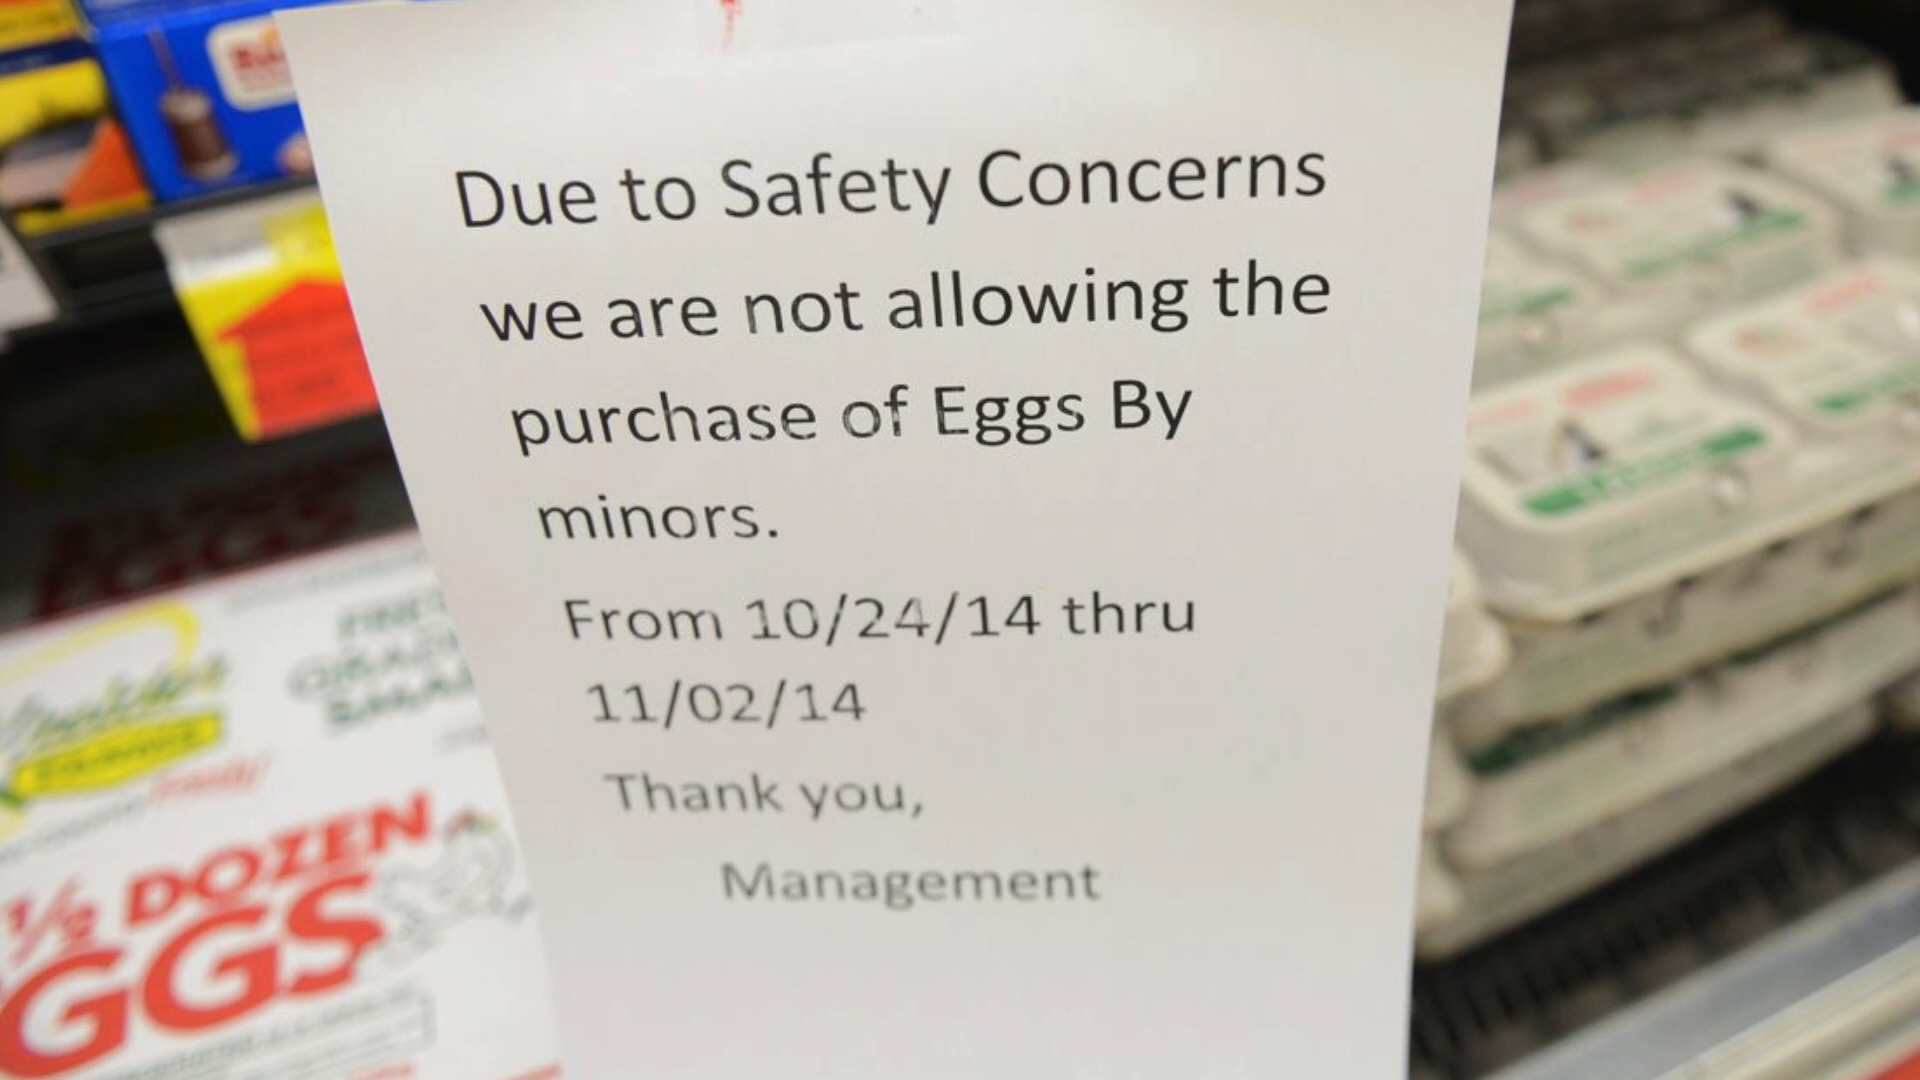 Due to Safety Concerns
we are not allowing the
purchase of Eggs By
minors.
From 10/24/14 thru
11/02/14
Thank you,
Management
1/2 DOZEN
GGS